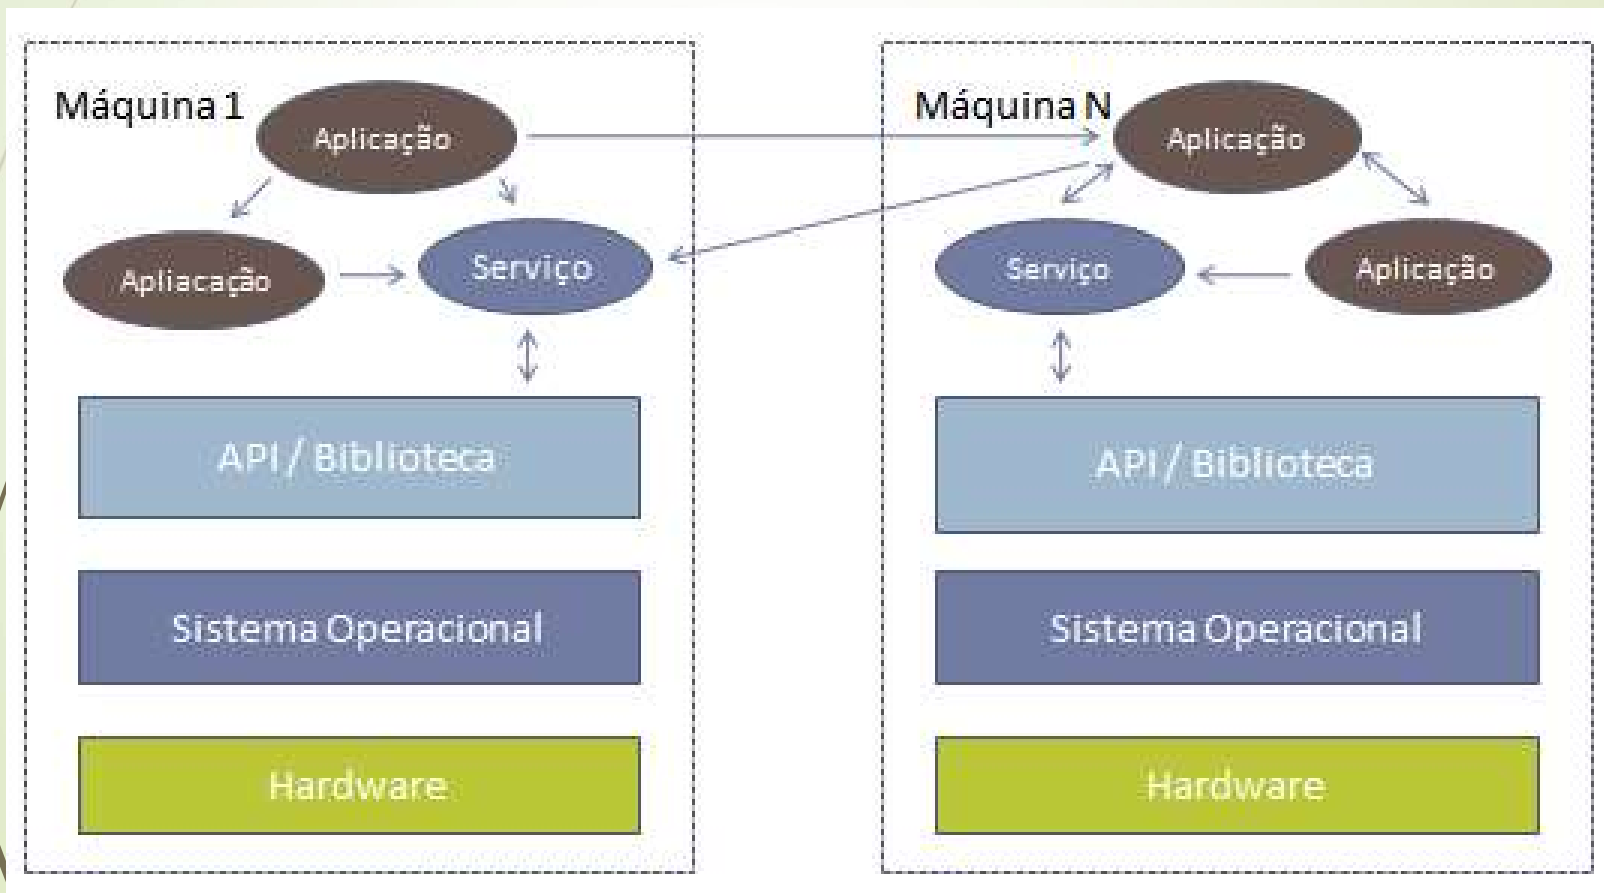 Máquina 1
Aplicação
Apliacação
Serviço
API / Biblioteca
Sistema Operacional
Hardware
Máquina N
Aplicação
Serviço
Aplicação
API / Biblioteca
Sistema Operacional
Hardware